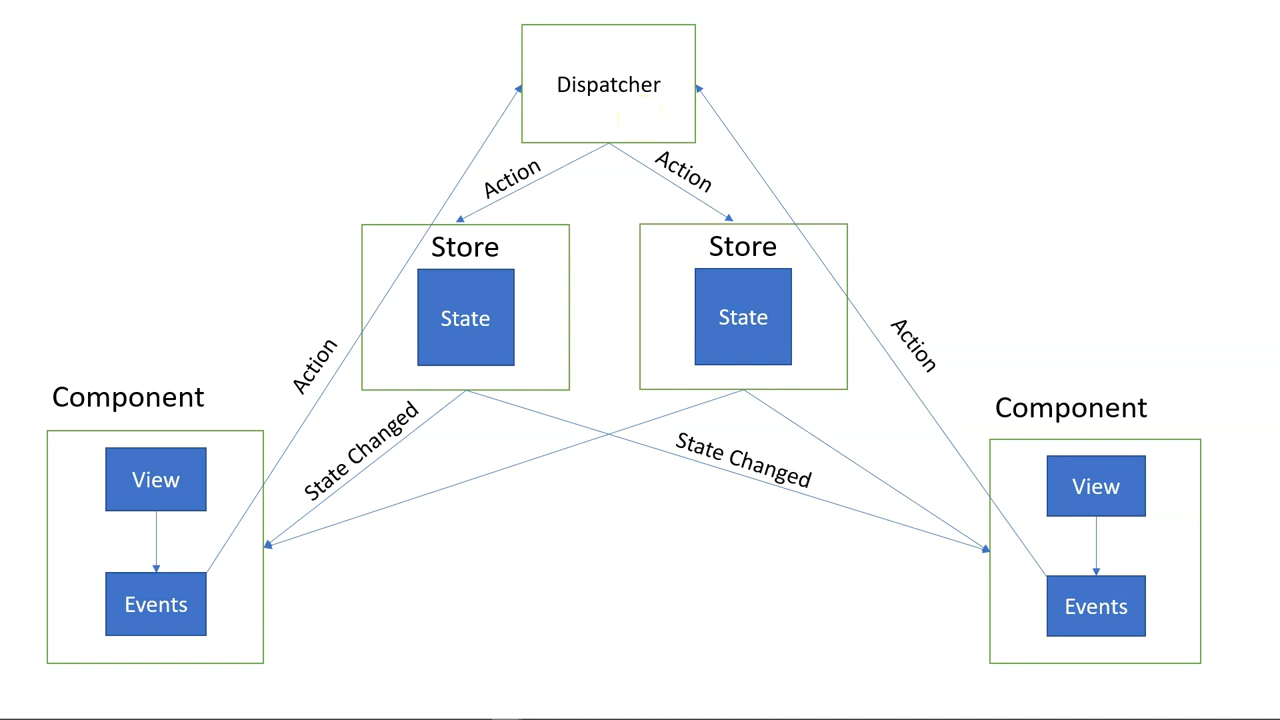 Dispatcher
Action
Action
Store
Store
State
State
Action
Action
Component
Component
State Changed
State Changed
View
View
Events
Events